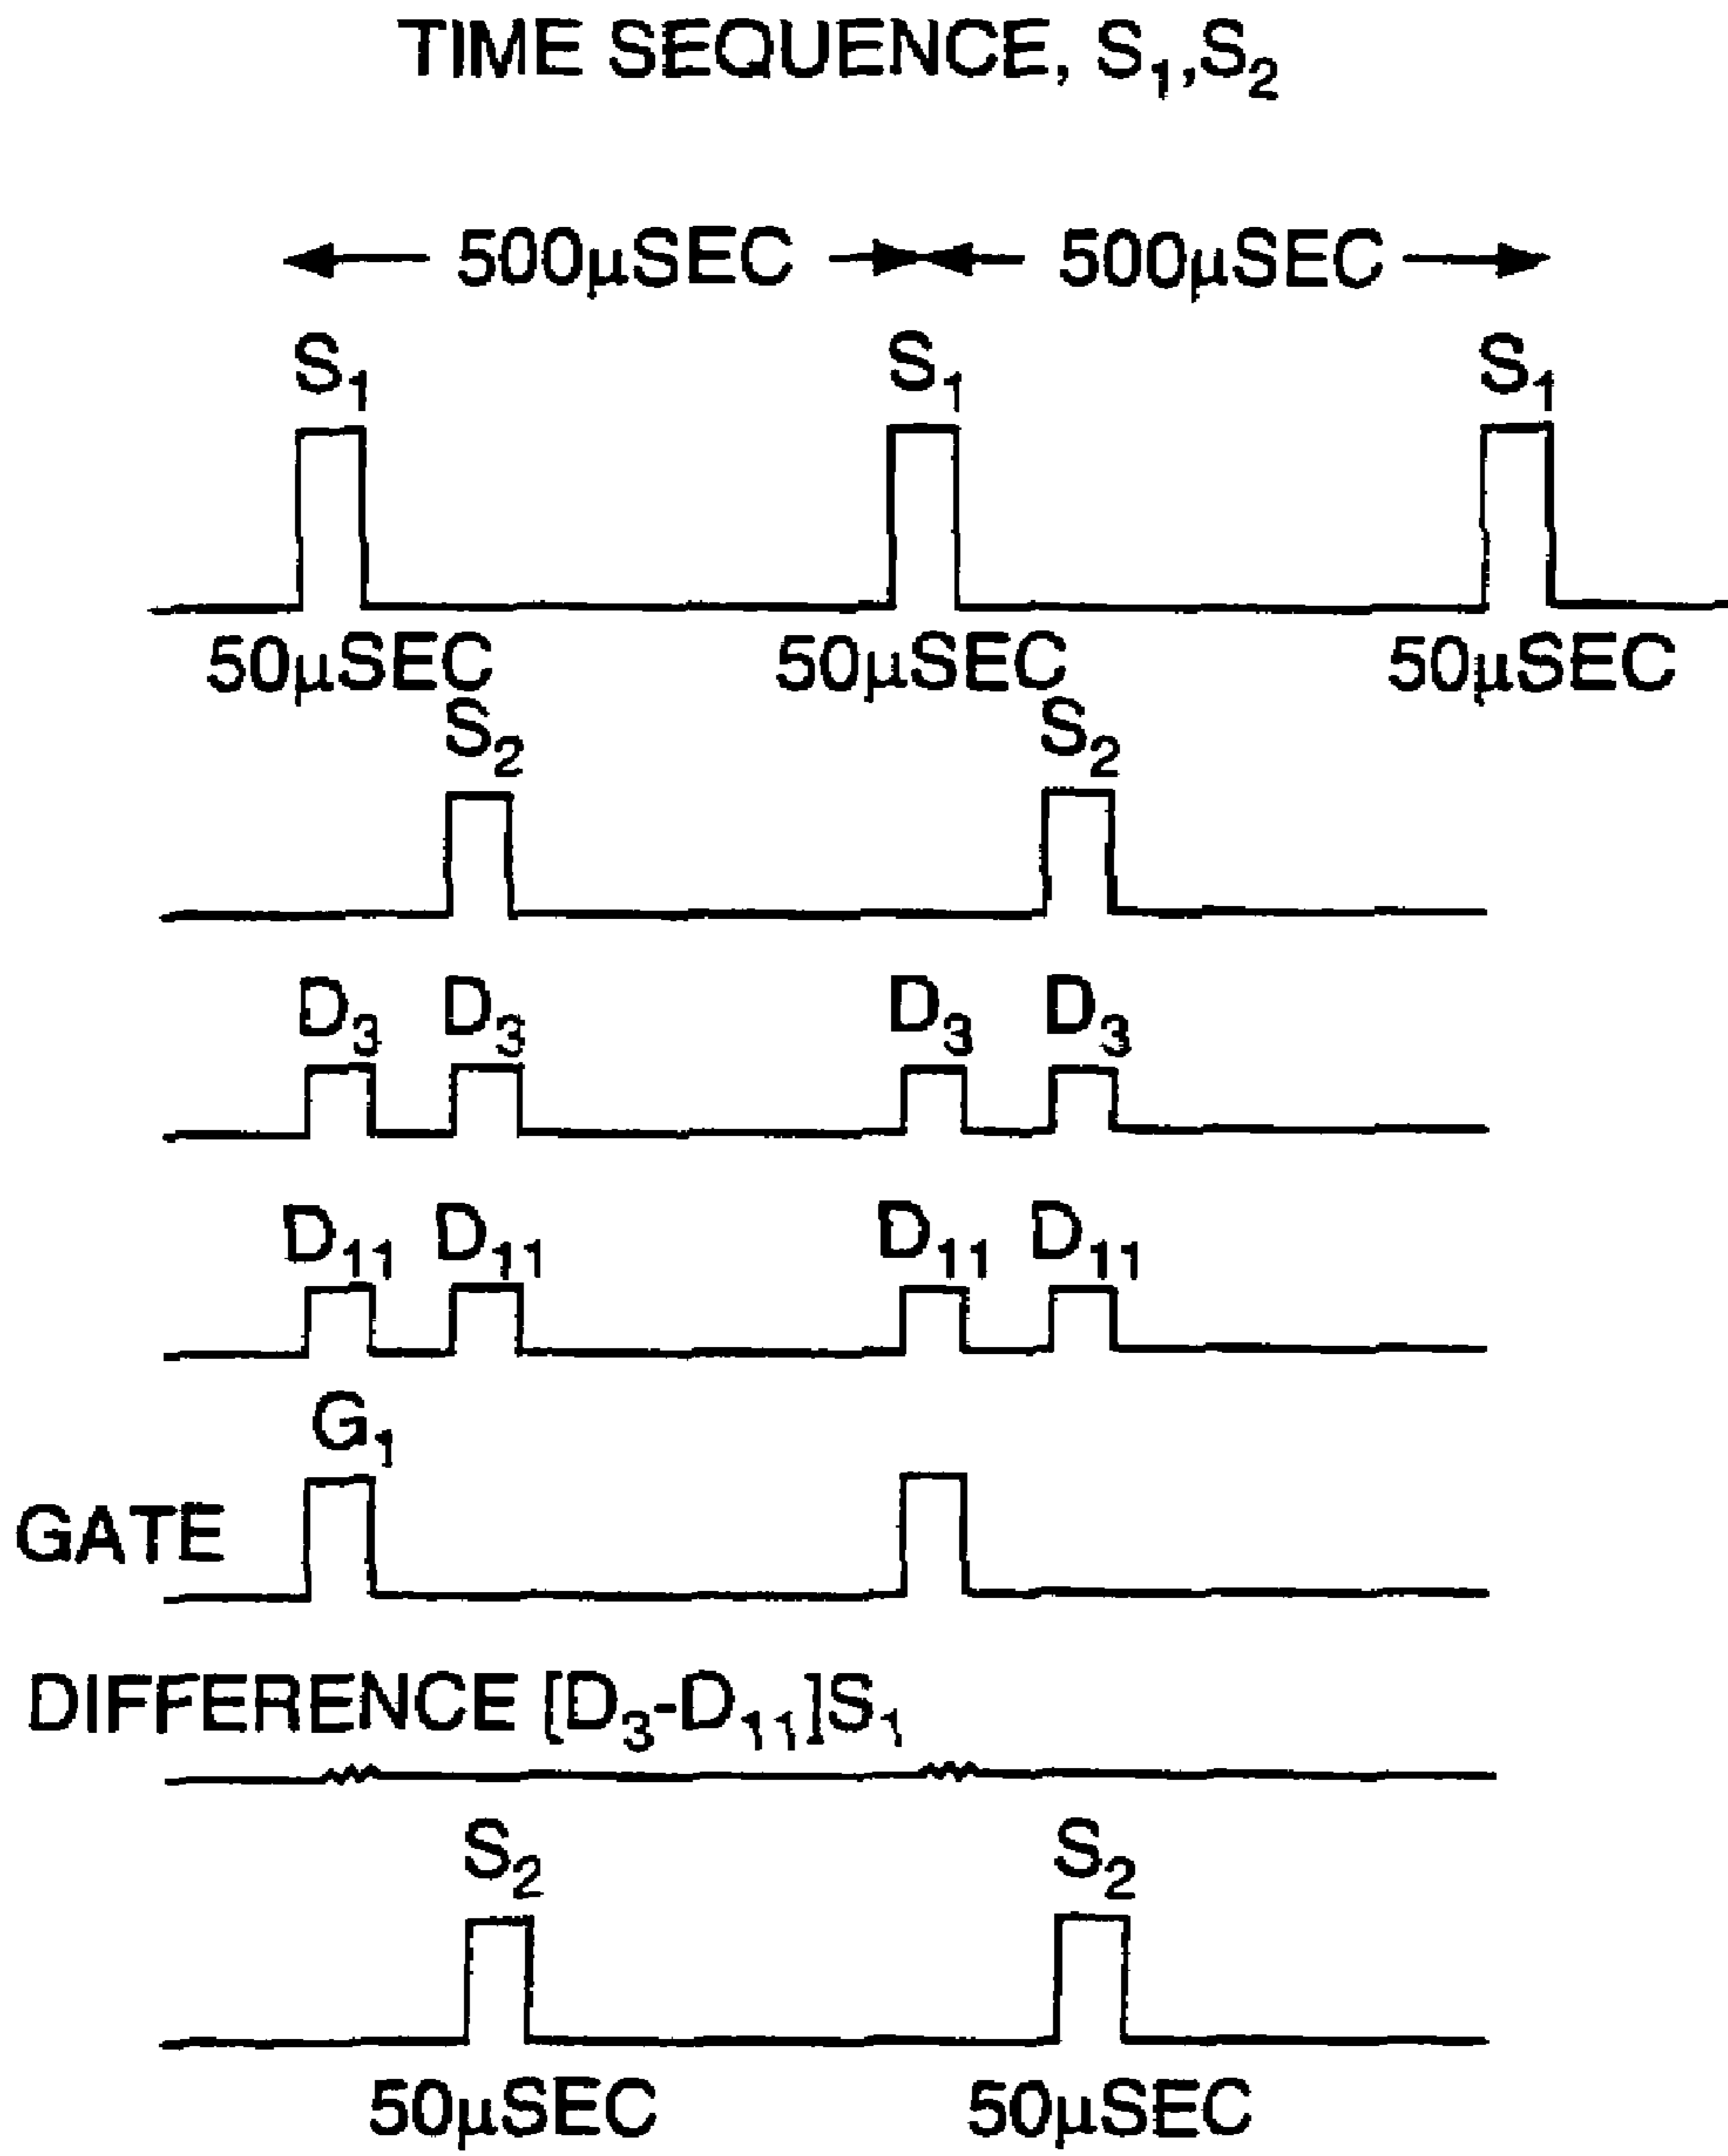 TIME SEQUENCE, S₁,S₂
500µSEC 500µSEC
S₁ S₁ S₁
50µSEC 50µSEC 50µSEC
S₂ S₂
D₃ D₃ D₃ D₃
D₁₁ D₁₁ D₁₁ D₁₁
G₁
GATE
DIFFERENCE [D₃-D₁₁]S₁
S₂ S₂
50µSEC 50µSEC